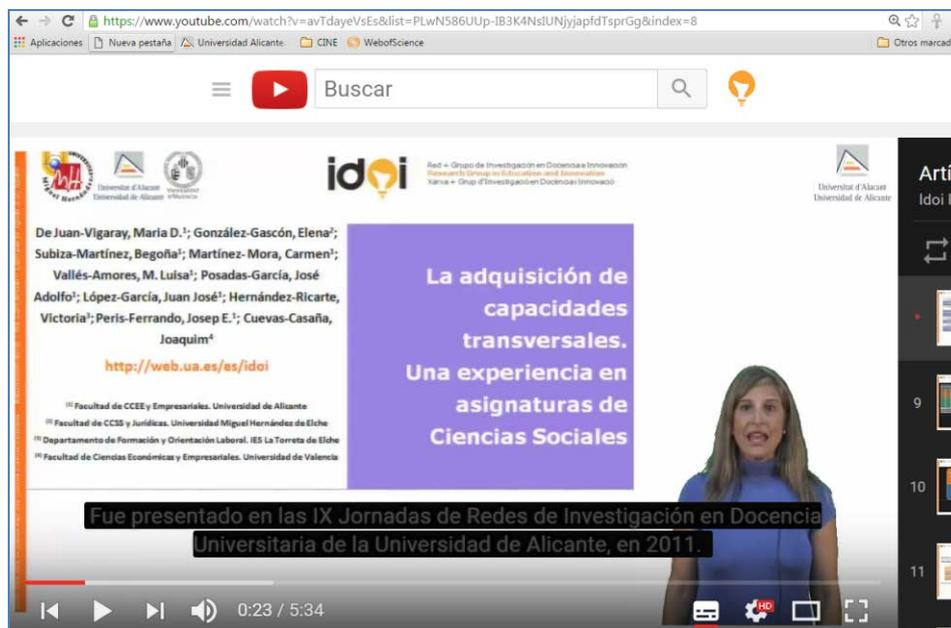 https://www.youtube.com/watch?v=avTdayeVsEs&list=PLwN586UUp-IB3K4NsIUNjyjapfdTsprGg&index=8
Aplicaciones Nueva pestaña Universidad Alicante CINE WebofScience Otros marcad
Buscar
Universitat d'Alacant
Universidad de Alicante
idoi
Red + Grupo de Investigación en Docencia e Innovación
Research Group in Education and Innovation
Xarxa + Grup d'Investigació en Docència i Innovació
Universitat d'Alacant
Universidad de Alicante
Artí
Idoi
De Juan-Vigaray, Maria D.¹; González-Gascón, Elena²;
Subiza-Martínez, Begoña¹; Martínez-Mora, Carmen¹;
Vallés-Amores, M. Luisa¹; Posadas-García, José
Adolfo¹; López-García, Juan José¹; Hernández-Ricarte,
Victoria³; Peris-Ferrando, Josep E.¹; Cuevas-Casaña,
Joaquim⁴
http://web.ua.es/es/idoi
⁽¹⁾ Facultad de CCEE y Empresariales. Universidad de Alicante
⁽²⁾ Facultad de CCSS y Jurídicas. Universidad Miguel Hernández de Elche
⁽³⁾ Departamento de Formación y Orientación Laboral. IES La Torreta de Elche
⁽⁴⁾ Facultad de Ciencias Económicas y Empresariales. Universidad de Valencia
La adquisición de
capacidades
transversales.
Una experiencia en
asignaturas de
Ciencias Sociales
9
10
11
Fue presentado en las IX Jornadas de Redes de Investigación en Docencia
Universitaria de la Universidad de Alicante, en 2011.
0:23 / 5:34
HD